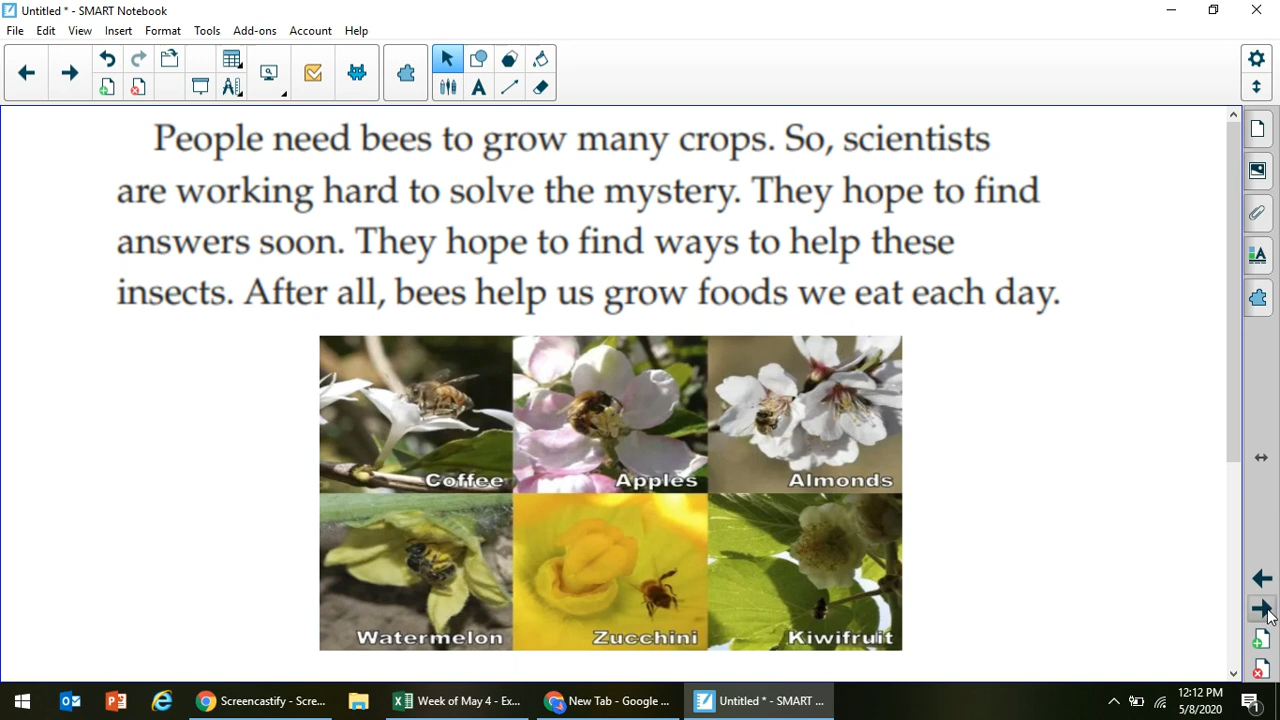 Untitled * - SMART Notebook
File Edit View Insert Format Tools Add-ons Account Help
People need bees to grow many crops. So, scientists
are working hard to solve the mystery. They hope to find
answers soon. They hope to find ways to help these
insects. After all, bees help us grow foods we eat each day.
Coffee Apples Almonds
Watermelon Zucchini Kiwifruit
Screencastify - Scre... Week of May 4 - Ex... New Tab - Google ... Untitled * - SMART ...
12:12 PM
5/8/2020
1